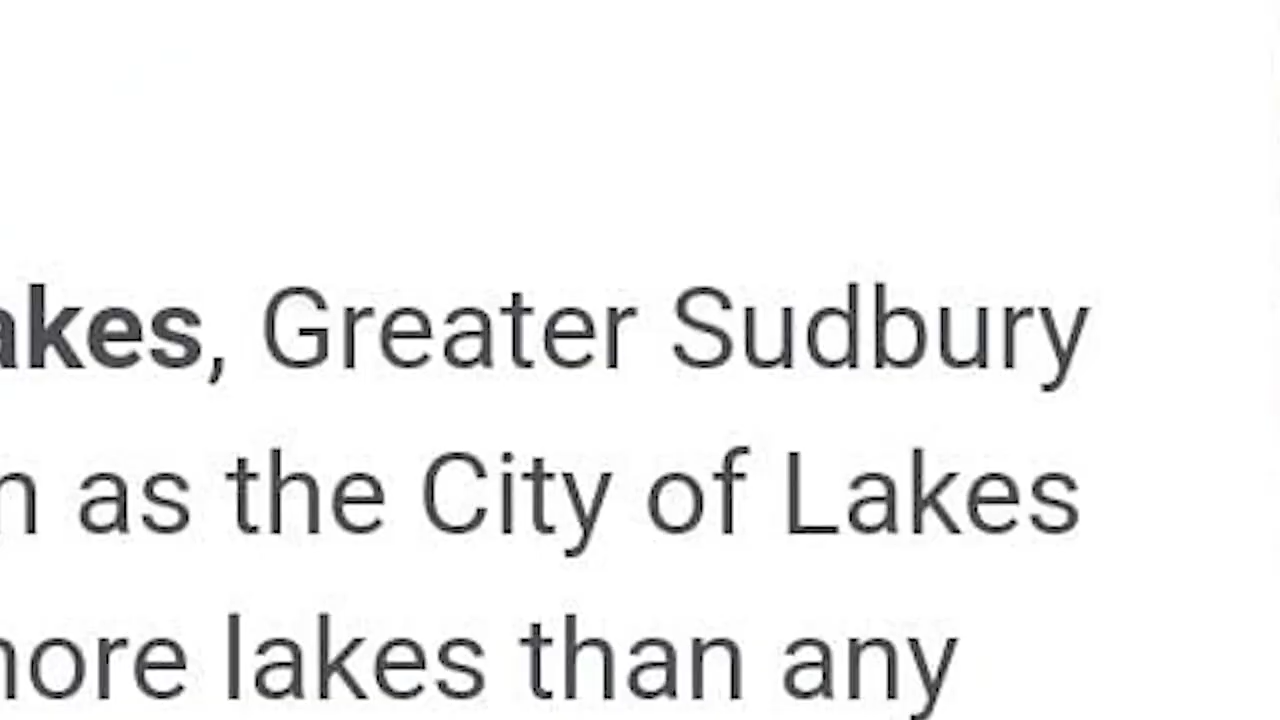 akes, Greater Sudbury
n as the City of Lakes
nore lakes than any